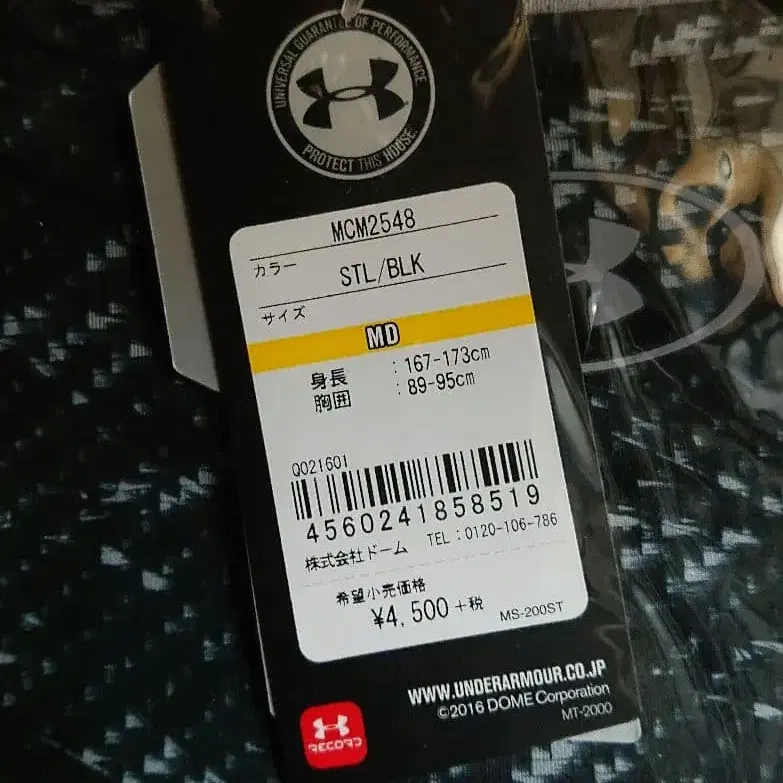 UNIVERSAL GUARANTEE OF PERFORMANCE
PROTECT THIS HOUSE.
MCM2548
カラー STL/BLK
サイズ
MD
身長 : 167-173cm
胸囲 : 89-95cm
Q021601
4560241858519
株式会社ドーム TEL:0120-106-786
希望小売価格
¥4,500+税 MS-200ST
WWW.UNDERARMOUR.CO.JP
©2016 DOME Corporation
MT-2000
RECORD